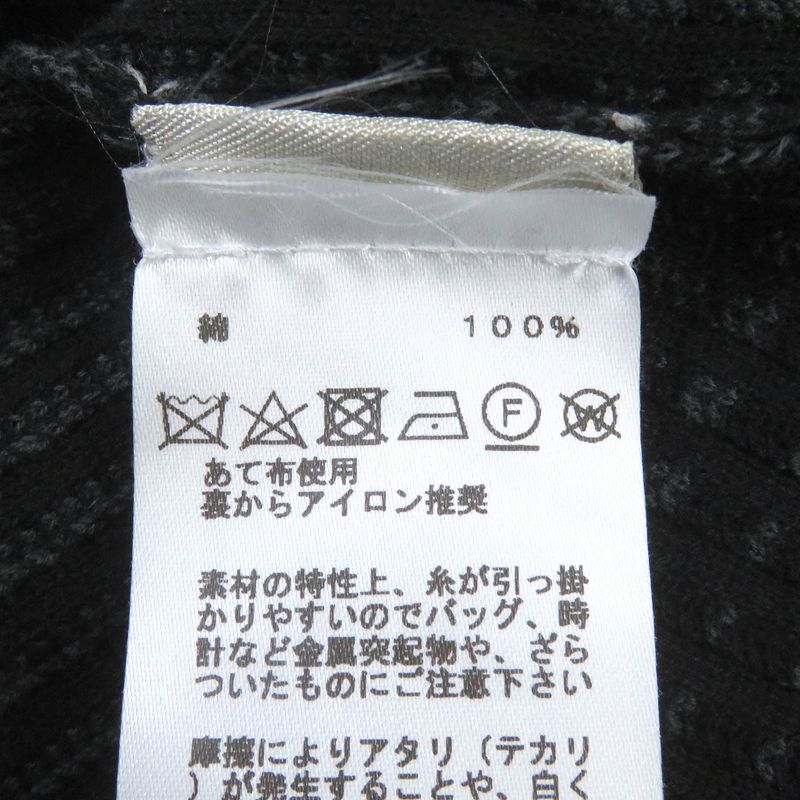 綿 100%
F W
あて布使用
裏からアイロン推奨
素材の特性上、糸が引っ掛
かりやすいのでバッグ、時
計など金属突起物や、ざら
ついたものにご注意下さい
摩擦によりアタリ（テカリ
）が発生することや、白く